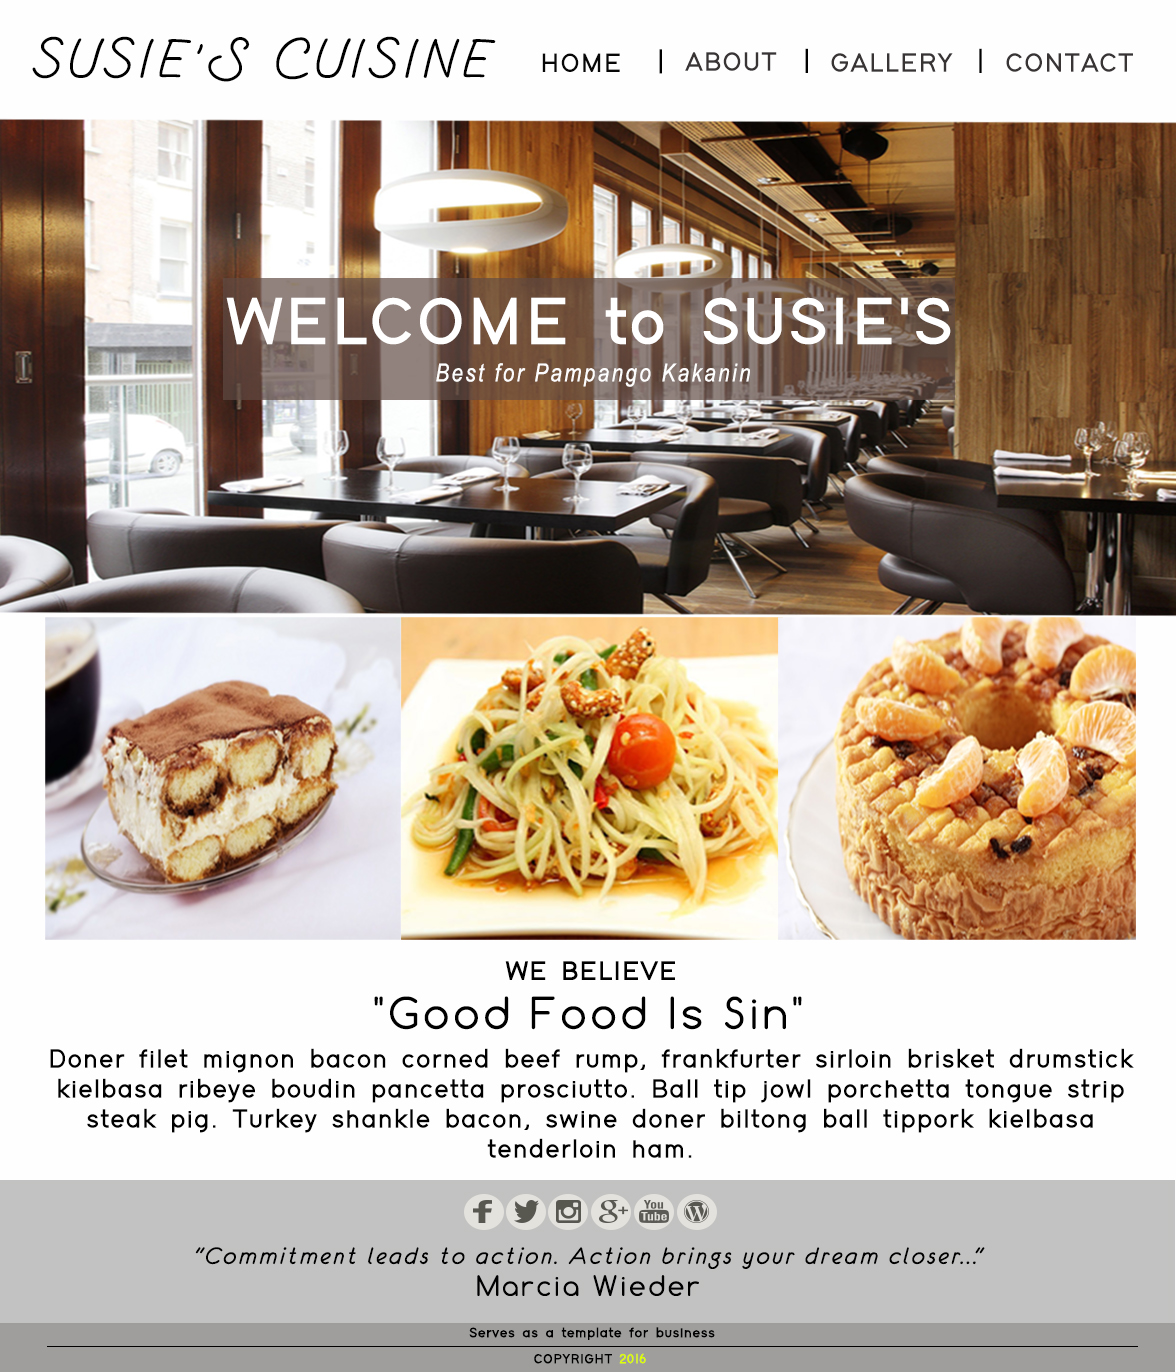 SUSIE'S CUISINE
HOME | ABOUT | GALLERY | CONTACT
WELCOME to SUSIE'S
Best for Pampango Kakanin
WE BELIEVE
"Good Food Is Sin"
Doner filet mignon bacon corned beef rump, frankfurter sirloin brisket drumstick
kielbasa ribeye boudin pancetta prosciutto. Ball tip jowl porchetta tongue strip
steak pig. Turkey shankle bacon, swine doner biltong ball tippork kielbasa
tenderloin ham.
f g+ You Tube W
"Commitment leads to action. Action brings your dream closer..."
Marcia Wieder
Serves as a template for business
COPYRIGHT 2016